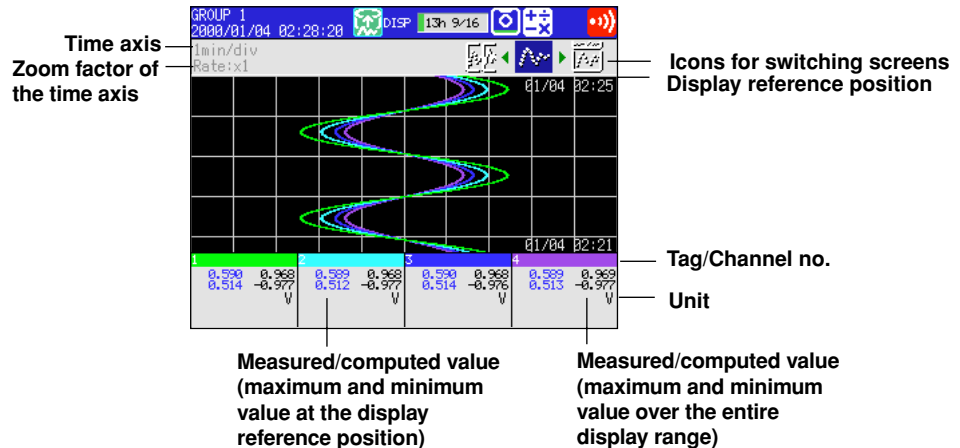 GROUP 1
2000/01/04 02:28:20
DISP
13h 9/16
1min/div
Rate:x1
Time axis
Zoom factor of
the time axis
Icons for switching screens
Display reference position
01/04 02:25
01/04 02:21
1 2 3 4
0.590 0.968 0.589 0.968 0.590 0.968 0.589 0.969
0.514 -0.977 0.512 -0.977 0.514 -0.976 0.513 -0.977
V V V V
Tag/Channel no.
Unit
Measured/computed value
(maximum and minimum
value at the display
reference position)
Measured/computed value
(maximum and minimum
value over the entire
display range)